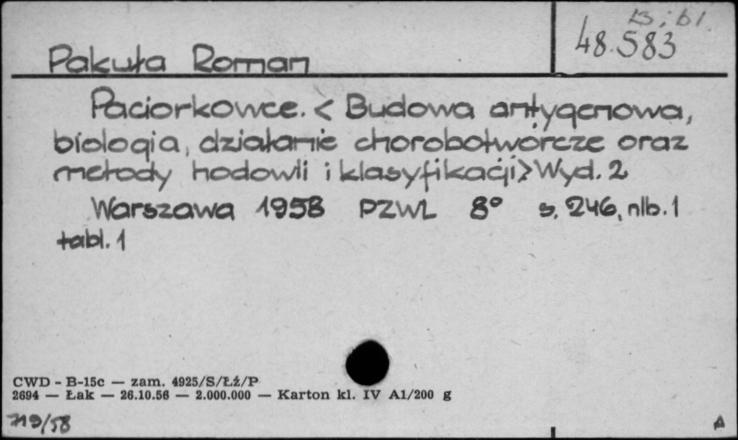 Bibl
48.583
Pakuła Roman
Paciorkowce. < Budowa antygenowa,
biologia, działanie chorobotwórcze oraz
metody hodowli i klasyfikacji > Wyd. 2
Warszawa 1958 PZWL 8° s. 246, nlb. 1
tabl. 1
CWD - B-15c — zam. 4925/S/Łź/P
2694 — Łak — 26.10.56 — 2.000.000 — Karton kl. IV A1/200 g
719/58
A